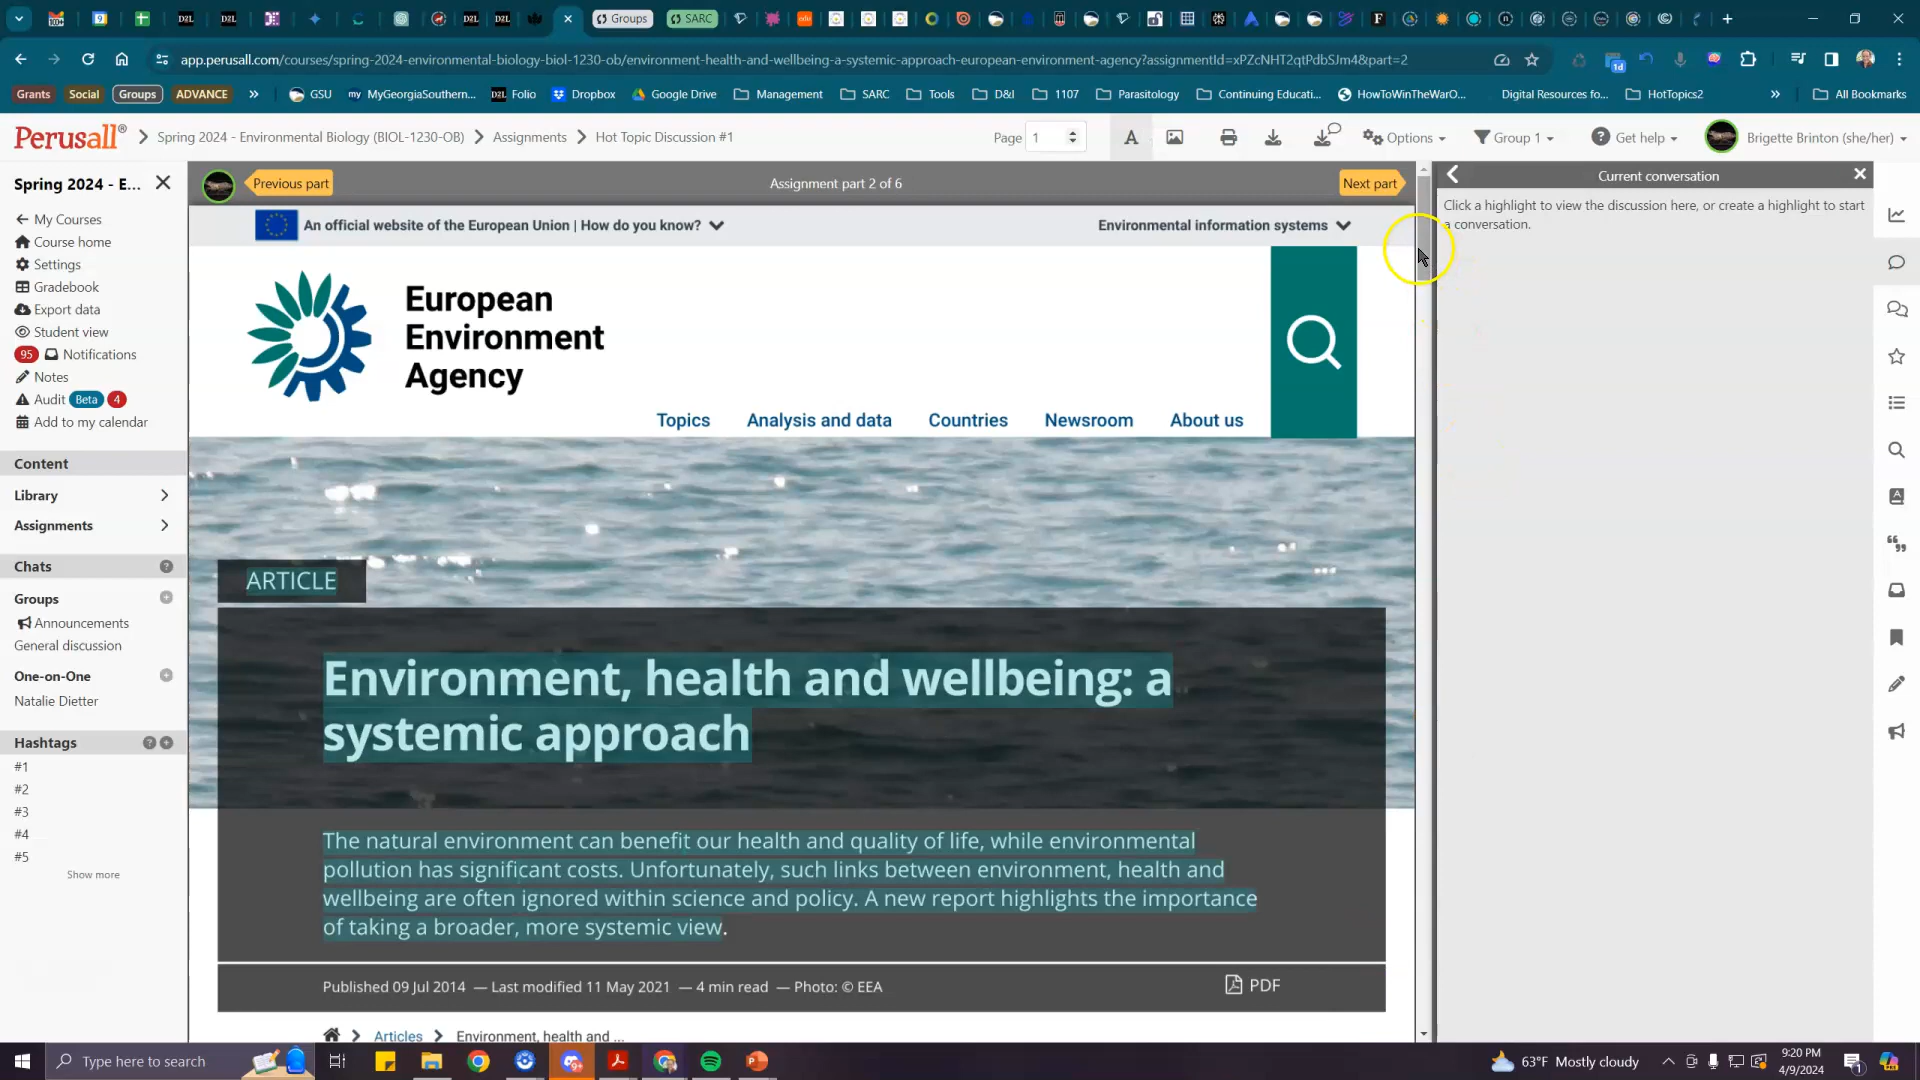 Groups
SARC
app.perusall.com/courses/spring-2024-environmental-biology-biol-1230-ob/environment-health-and-wellbeing-a-systemic-approach-european-environment-agency?assignmentId=xPZcNHT2qtPdbSJm4&part=2
1d
Grants Social Groups ADVANCE » GSU MyGeorgiaSouthern... Folio Dropbox Google Drive Management SARC Tools D&I 1107 Parasitology Continuing Educati... HowToWinTheWarO... Digital Resources fo... HotTopics2 » All Bookmarks
Perusall® Spring 2024 - Environmental Biology (BIOL-1230-OB) Assignments Hot Topic Discussion #1 Page 1 A Options Group 1 Get help Brigette Brinton (she/her)
Spring 2024 - E...
My Courses
Course home
Settings
Gradebook
Export data
Student view
95 Notifications
Notes
Audit Beta 4
Add to my calendar
Content
Library
Assignments
Chats
Groups
Announcements
General discussion
One-on-One
Natalie Dietter
Hashtags
#1
#2
#3
#4
#5
Show more
Previous part Assignment part 2 of 6 Next part
An official website of the European Union | How do you know? Environmental information systems
European
Environment
Agency
Topics Analysis and data Countries Newsroom About us
ARTICLE
Environment, health and wellbeing: a
systemic approach
The natural environment can benefit our health and quality of life, while environmental
pollution has significant costs. Unfortunately, such links between environment, health and
wellbeing are often ignored within science and policy. A new report highlights the importance
of taking a broader, more systemic view.
Published 09 Jul 2014 — Last modified 11 May 2021 — 4 min read — Photo: © EEA PDF
Articles Environment, health and ...
Current conversation
Click a highlight to view the discussion here, or create a highlight to start
a conversation.
Type here to search
63°F Mostly cloudy
9:20 PM
4/9/2024